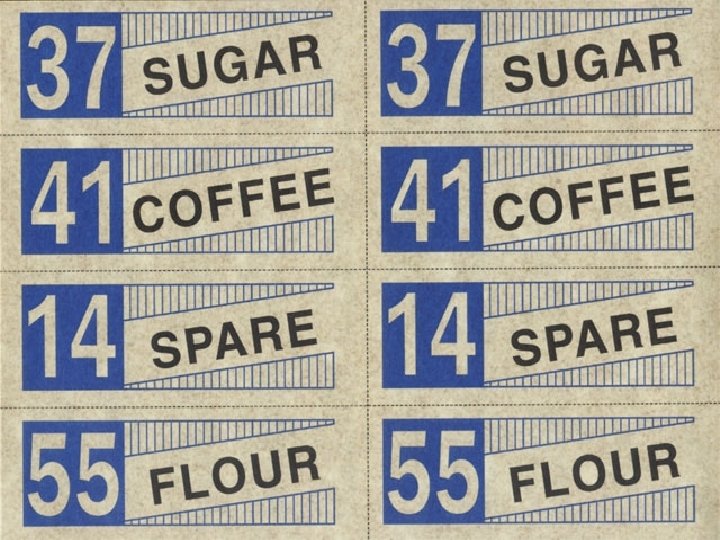 37 SUGAR 37 SUGAR
41 COFFEE 41 COFFEE
14 SPARE 14 SPARE
55 FLOUR 55 FLOUR